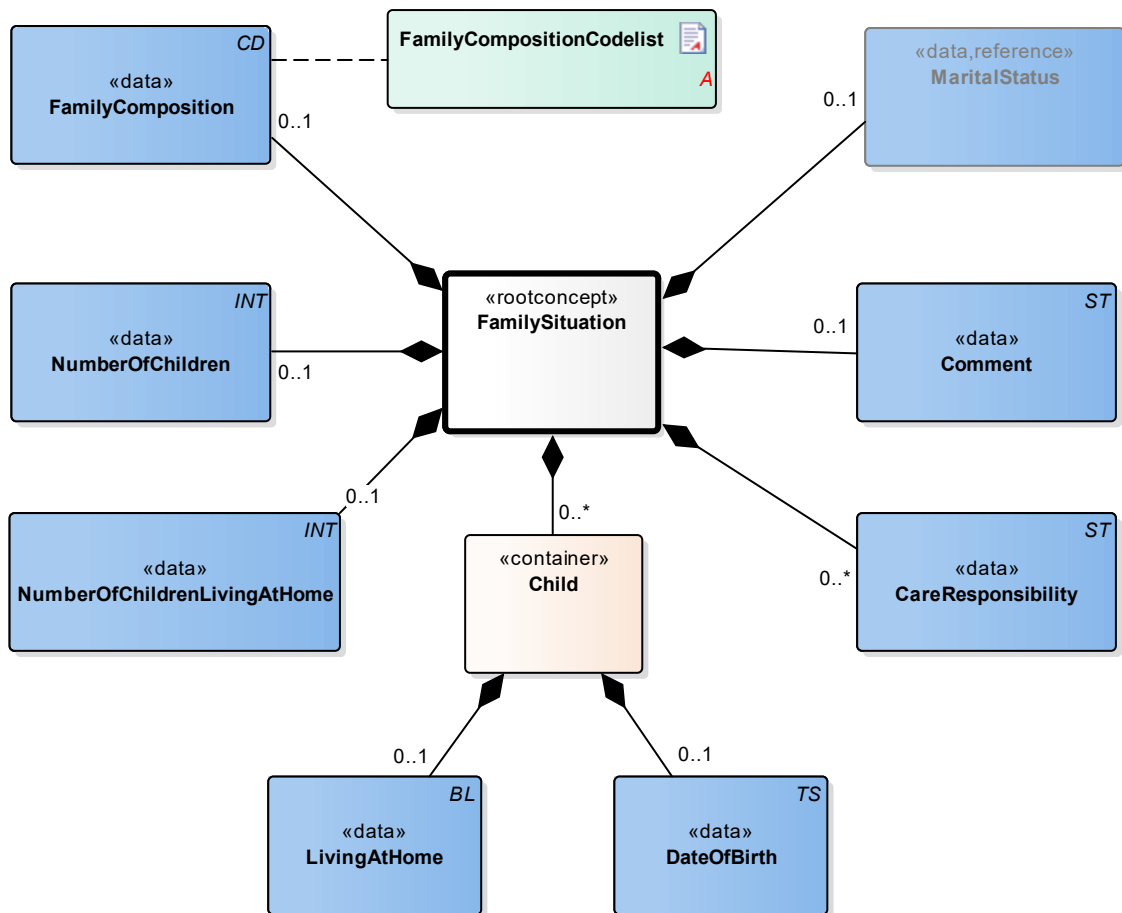 CD
«data»
FamilyComposition
0..1
FamilyCompositionCodelist
A
«data,reference»
MaritalStatus
0..1
INT
«data»
NumberOfChildren
0..1
«rootconcept»
FamilySituation
ST
«data»
Comment
0..1
INT
«data»
NumberOfChildrenLivingAtHome
0..1
0..*
«container»
Child
ST
«data»
CareResponsibility
0..*
0..1
BL
«data»
LivingAtHome
0..1
TS
«data»
DateOfBirth